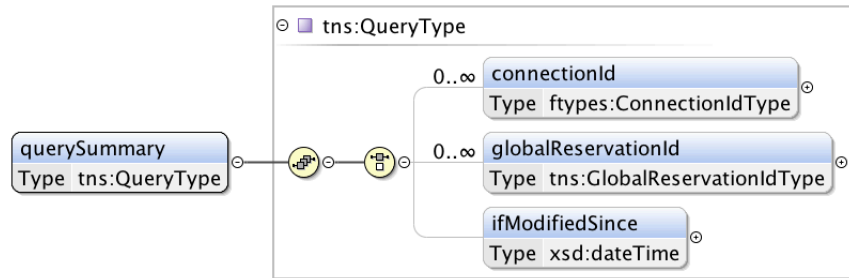 tns:QueryType
0..∞
connectionId
Type ftypes:ConnectionIdType
querySummary
Type tns:QueryType
0..∞
globalReservationId
Type tns:GlobalReservationIdType
ifModifiedSince
Type xsd:dateTime